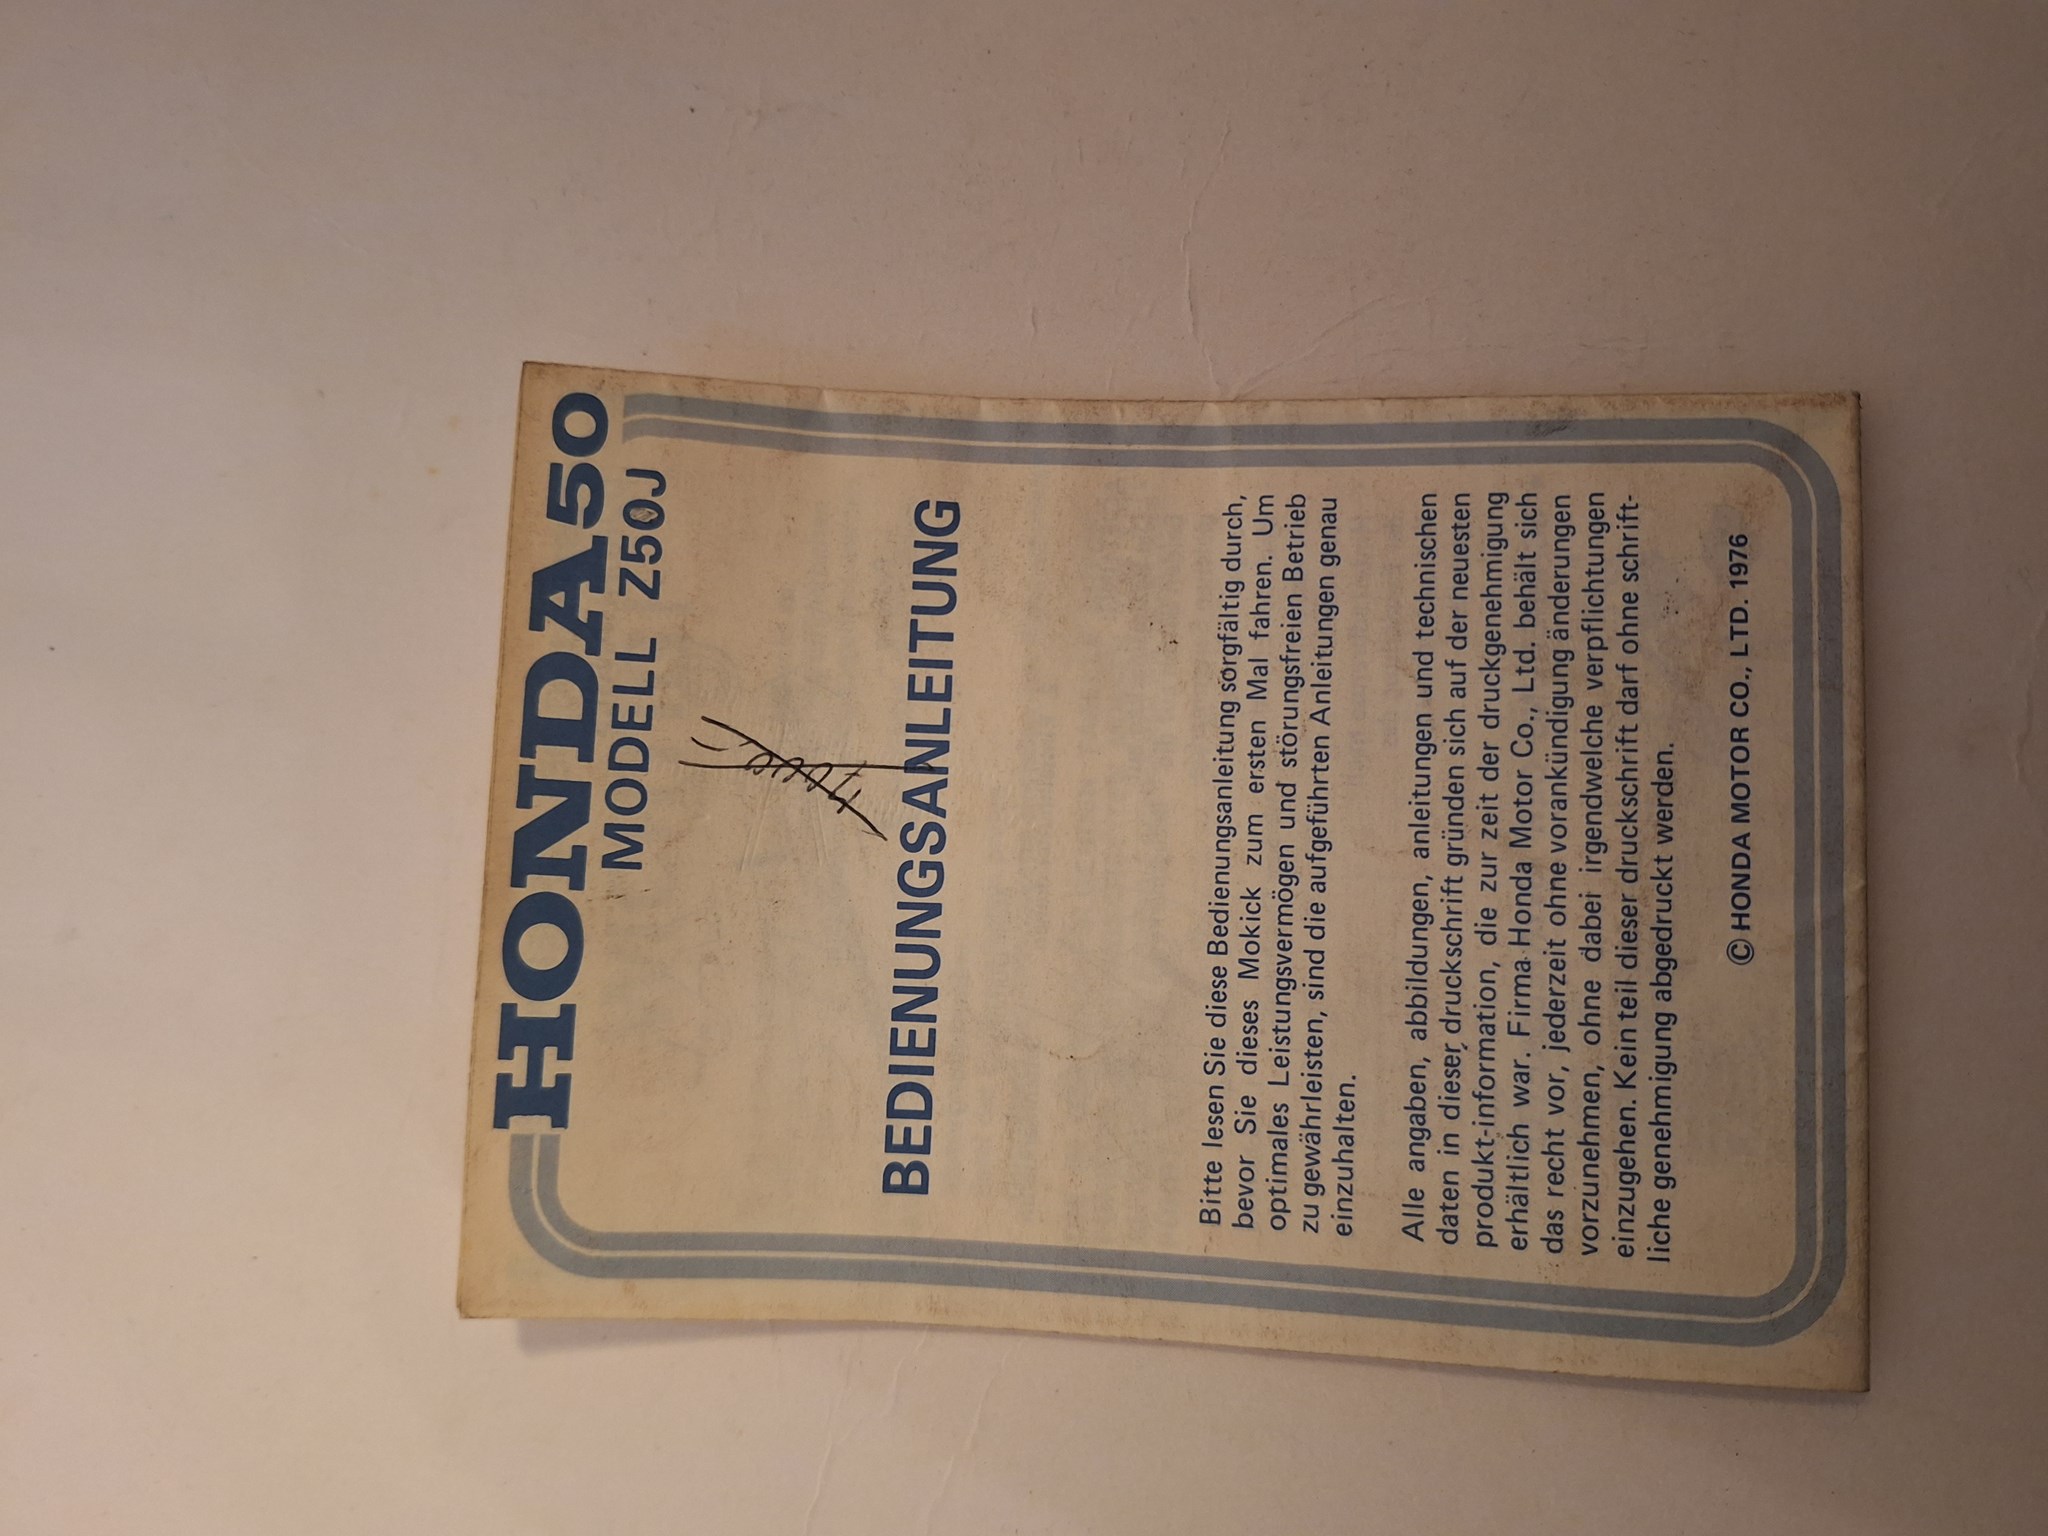 HONDA 50
MODELL Z50J
BEDIENUNGSANLEITUNG
Bitte lesen Sie diese Bedienungsanleitung sorgfältig durch,
bevor Sie dieses Mokick zum ersten Mal fahren. Um
optimales Leistungsvermögen und störungsfreien Betrieb
zu gewährleisten, sind die aufgeführten Anleitungen genau
einzuhalten.
Alle angaben, abbildungen, anleitungen und technischen
daten in dieser druckschrift gründen sich auf der neuesten
produkt-information, die zur zeit der druckgenehmigung
erhältlich war. Firma Honda Motor Co., Ltd. behält sich
das recht vor, jederzeit ohne vorankündigung änderungen
vorzunehmen, ohne dabei irgendwelche verpflichtungen
einzugehen. Kein teil dieser druckschrift darf ohne schrift-
liche genehmigung abgedruckt werden.
© HONDA MOTOR CO., LTD. 1976